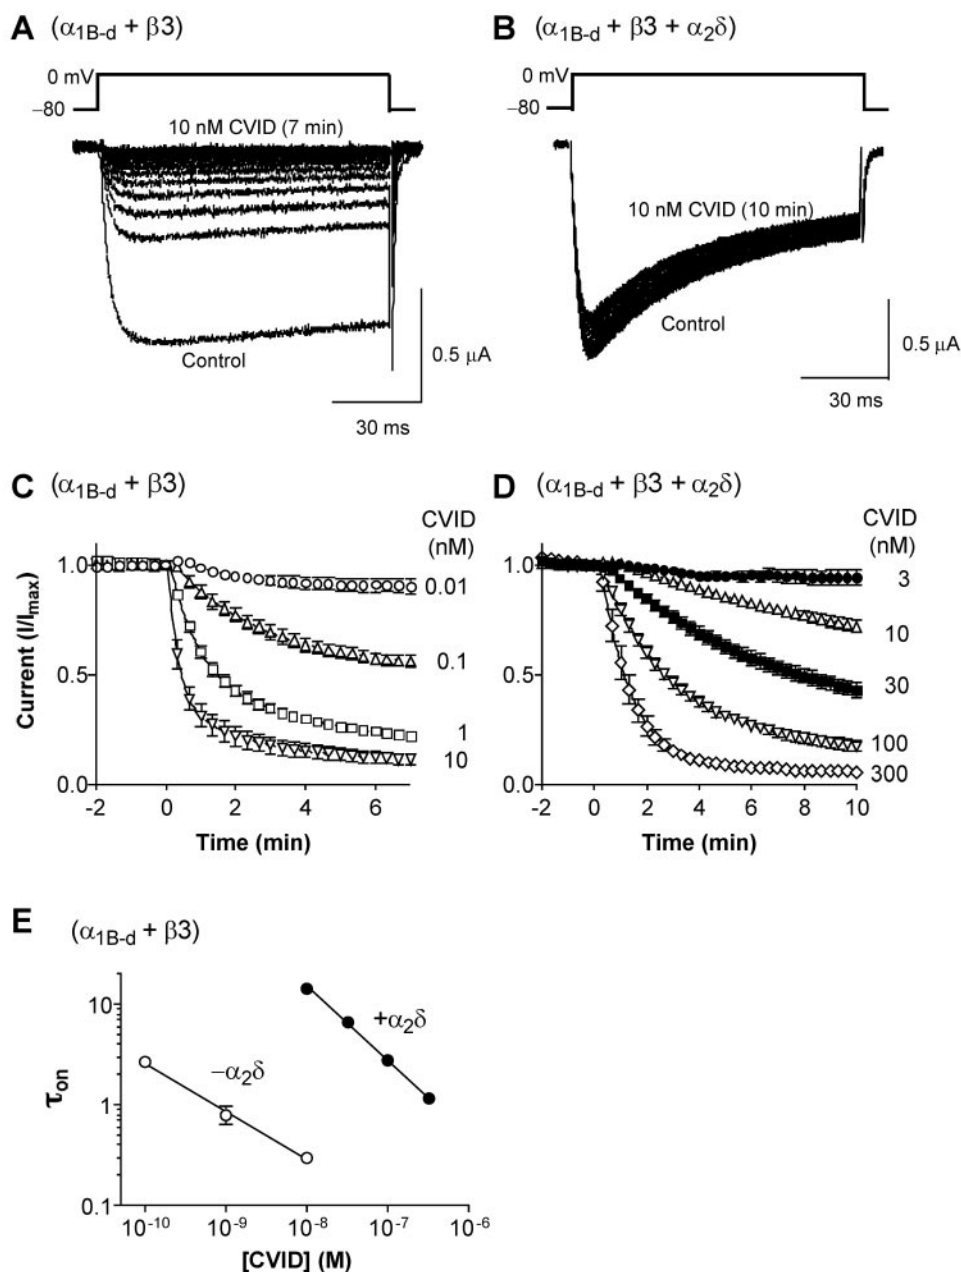 A (α1B-d + β3)
0 mV
−80
10 nM CVID (7 min)
Control
0.5 μA
30 ms
B (α1B-d + β3 + α2δ)
0 mV
−80
10 nM CVID (10 min)
Control
0.5 μA
30 ms
C (α1B-d + β3)
CVID
(nM)
Current (I/Imax)
1.0
0.5
0.0
0.01
0.1
1
10
-2 0 2 4 6
Time (min)
D (α1B-d + β3 + α2δ)
CVID
(nM)
1.0
0.5
0.0
3
10
30
100
300
-2 0 2 4 6 8 10
Time (min)
E (α1B-d + β3)
τon
10
1
0.1
−α2δ
+α2δ
10-10 10-9 10-8 10-7 10-6
[CVID] (M)